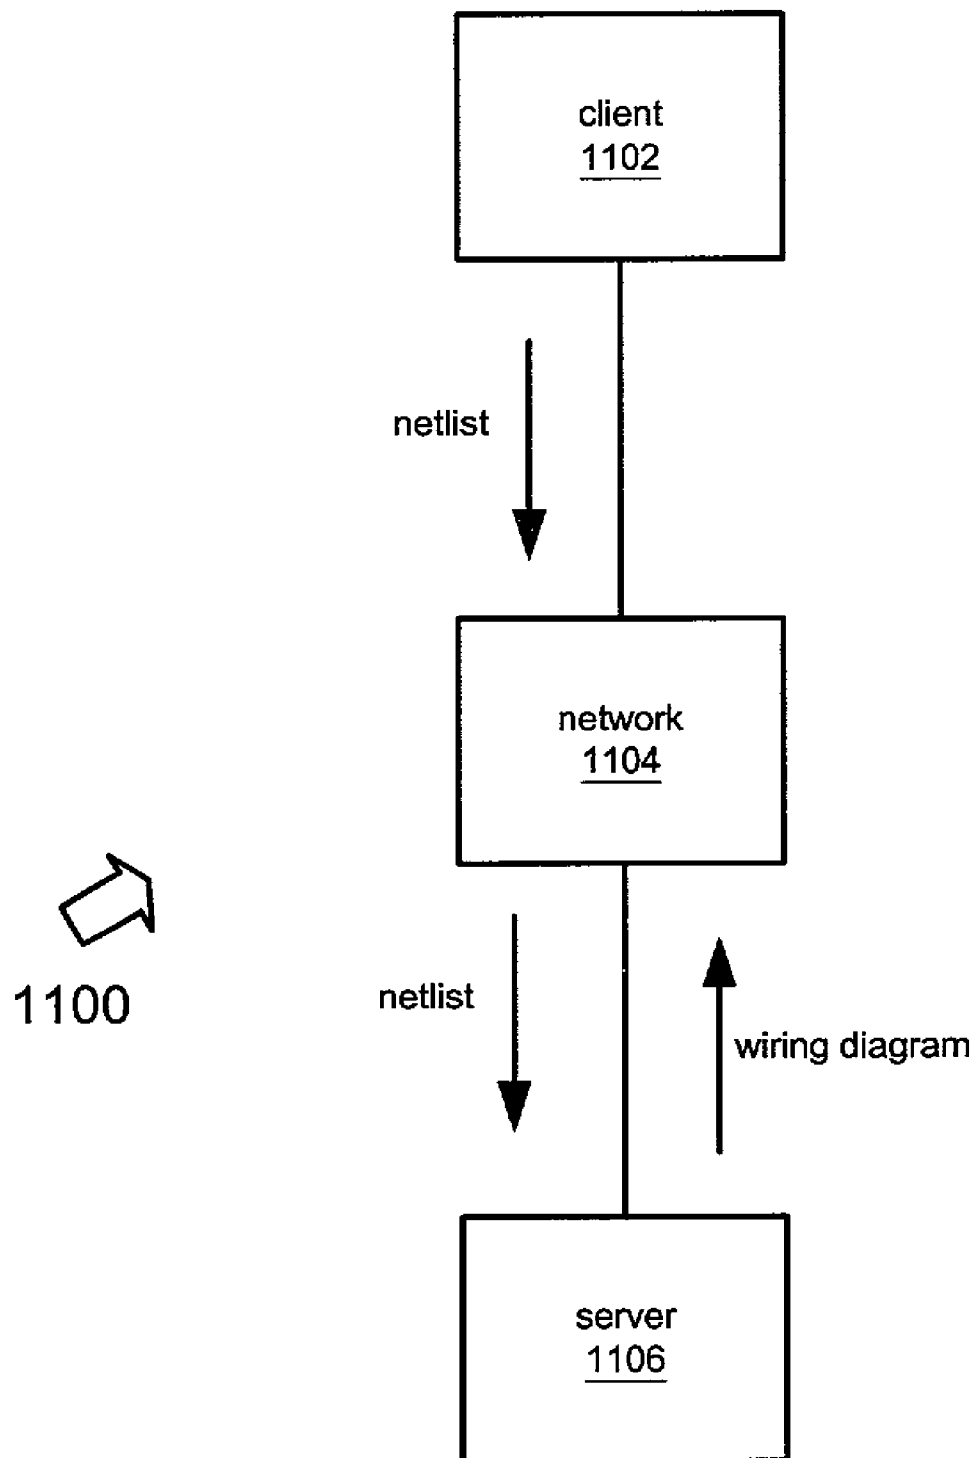 client
1102
netlist
network
1104
1100
netlist
wiring diagram
server
1106